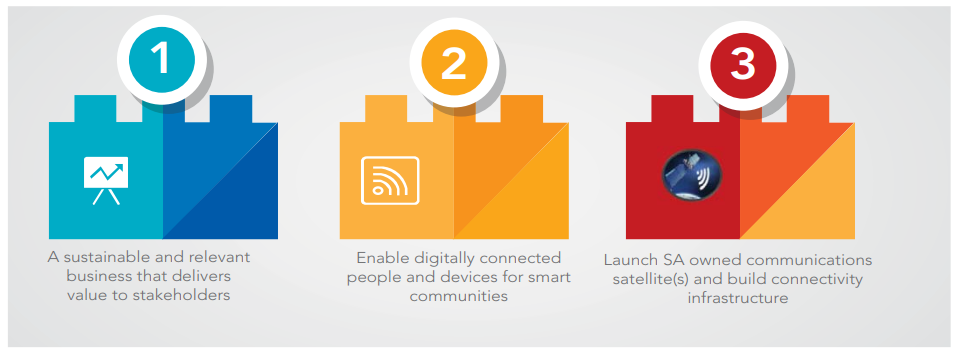 1
A sustainable and relevant
business that delivers
value to stakeholders
2
Enable digitally connected
people and devices for smart
communities
3
Launch SA owned communications
satellite(s) and build connectivity
infrastructure